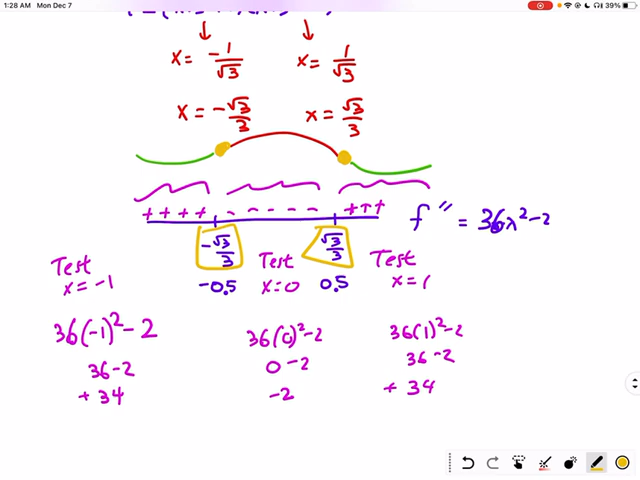 1:28 AM Mon Dec 7
39%
x = -1/√3 x = 1/√3
x = -√3/3 x = √3/3
++++ ----- +++
f″ = 36x²-2
-√3/3 √3/3
-0.5 0.5
Test x = -1
Test x = 0
Test x = 1
36(-1)²-2
36-2
+34
36(0)²-2
0-2
-2
36(1)²-2
36-2
+34